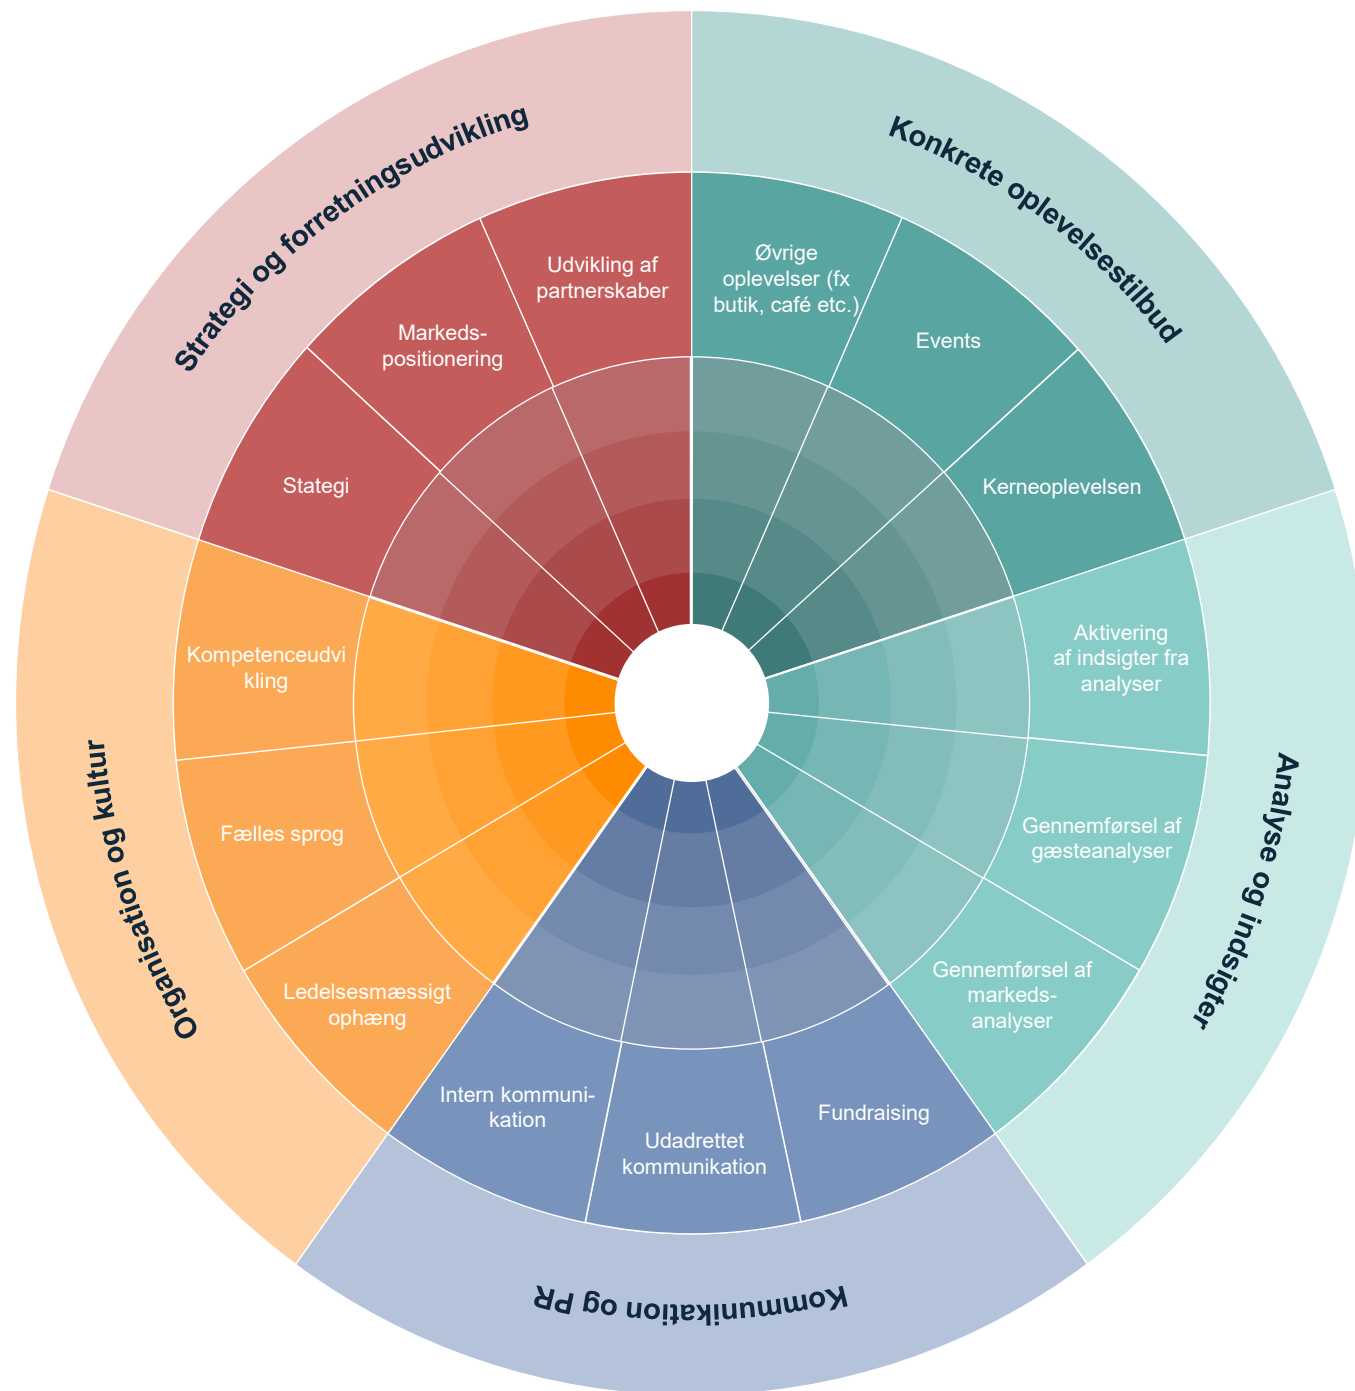 Strategi og forretningsudvikling
Konkrete oplevelsestilbud
Udvikling af
partnerskaber
Øvrige
oplevelser (fx
butik, café etc.)
Markeds-
positionering
Events
Stategi
Kerneoplevelsen
Kompetenceudvi
kling
Aktivering
af indsigter fra
analyser
Fælles sprog
Gennemførsel af
gæsteanalyser
Ledelsesmæssigt
ophæng
Gennemførsel af
markeds-
analyser
Intern kommuni-
kation
Udadrettet
kommunikation
Fundraising
Organisation og kultur
Analyse og indsigter
Kommunikation og PR